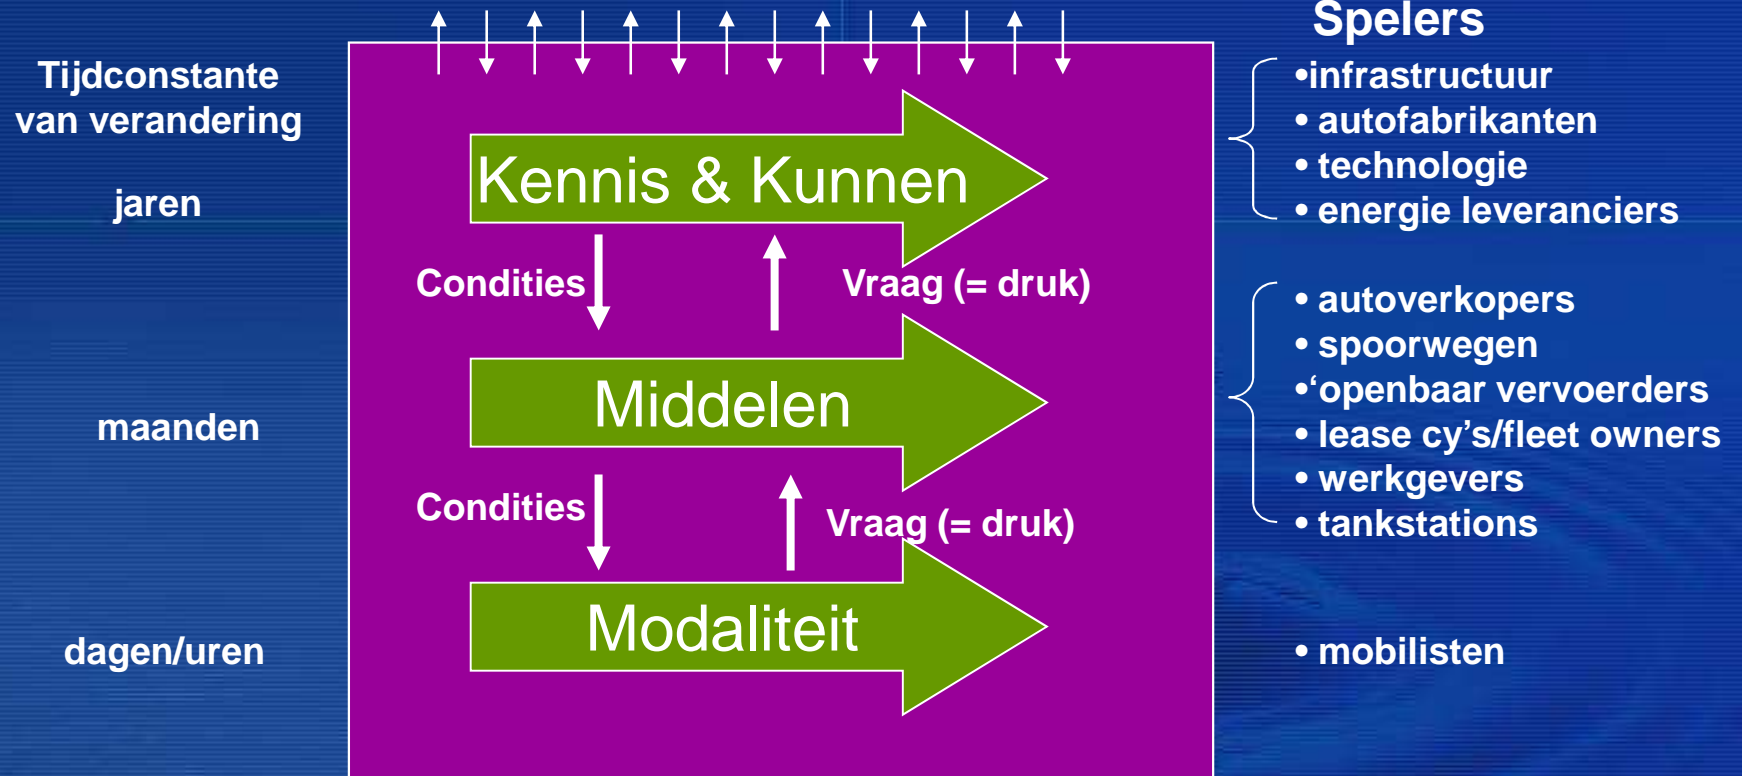 Tijdconstante
van verandering
jaren
maanden
dagen/uren
Kennis & Kunnen
Condities
Vraag (= druk)
Middelen
Condities
Vraag (= druk)
Modaliteit
Spelers
•infrastructuur
• autofabrikanten
• technologie
• energie leveranciers
• autoverkopers
• spoorwegen
•‘openbaar vervoerders
• lease cy’s/fleet owners
• werkgevers
• tankstations
• mobilisten